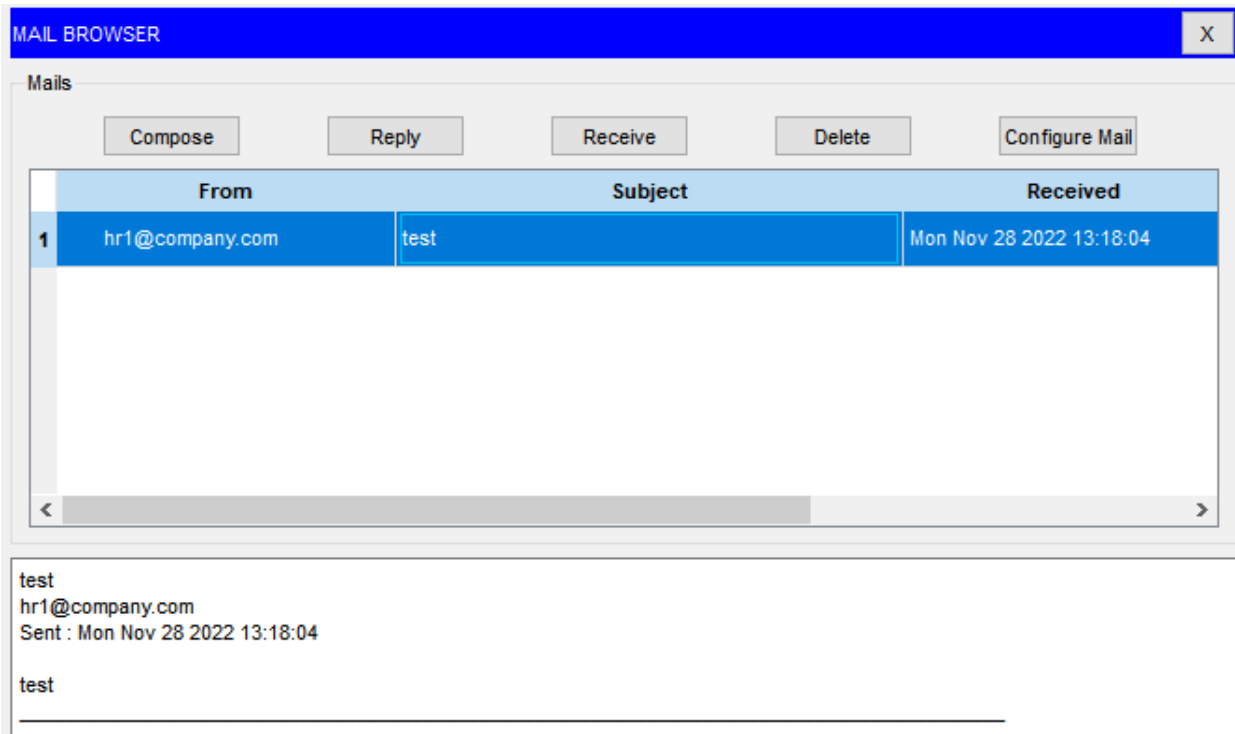 MAIL BROWSER X
Mails
Compose Reply Receive Delete Configure Mail
From Subject Received
1 hr1@company.com test Mon Nov 28 2022 13:18:04
test
hr1@company.com
Sent : Mon Nov 28 2022 13:18:04
test